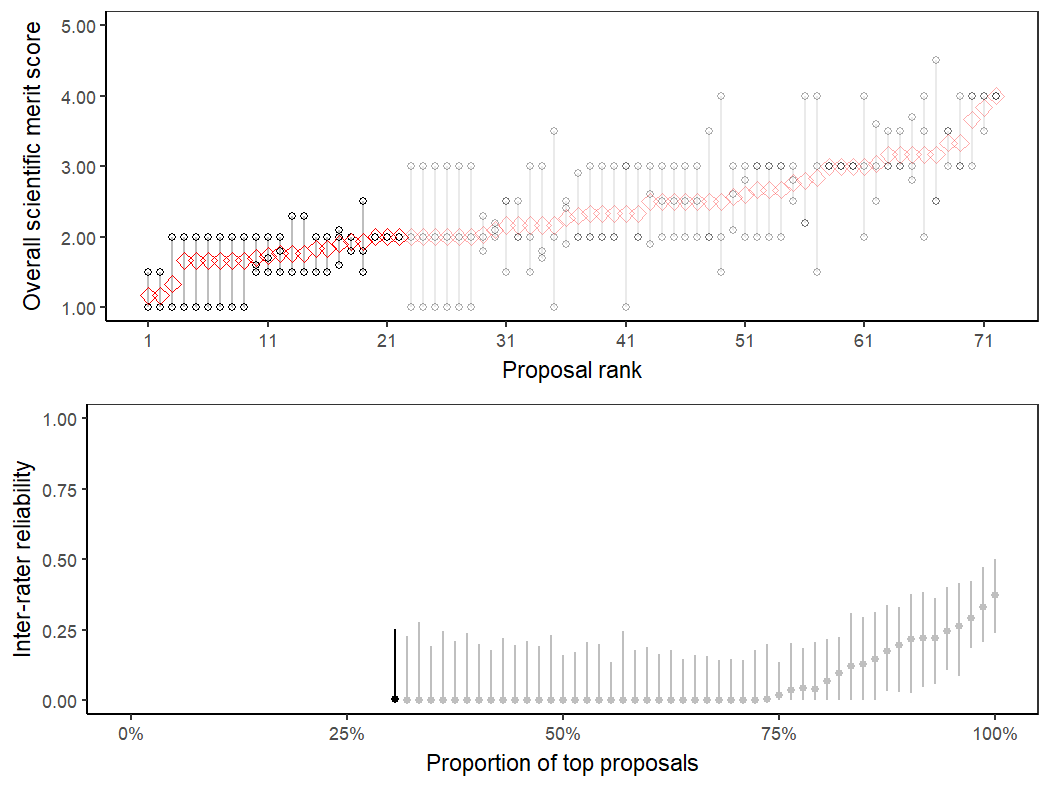 Overall scientific merit score
5.00
4.00
3.00
2.00
1.00
1 11 21 31 41 51 61 71
Proposal rank
Inter-rater reliability
1.00
0.75
0.50
0.25
0.00
0% 25% 50% 75% 100%
Proportion of top proposals